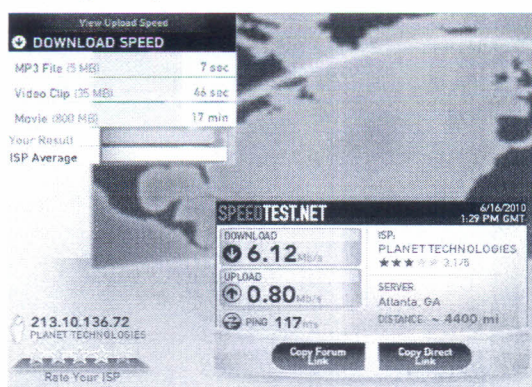 View Upload Speed
DOWNLOAD SPEED
MP3 File (5 MB) 7 sec
Video Clip (35 MB) 46 sec
Movie (800 MB) 17 min
Your Result
ISP Average
SPEEDTEST.NET
6/16/2010
1:29 PM GMT
DOWNLOAD
6.12 Mb/s
UPLOAD
0.80 Mb/s
PING 117 ms
ISP:
PLANET TECHNOLOGIES
3.1/5
SERVER:
Atlanta, GA
DISTANCE: ~ 4400 mi
213.10.136.72
PLANET TECHNOLOGIES
Rate Your ISP
Copy Forum
Link
Copy Direct
Link